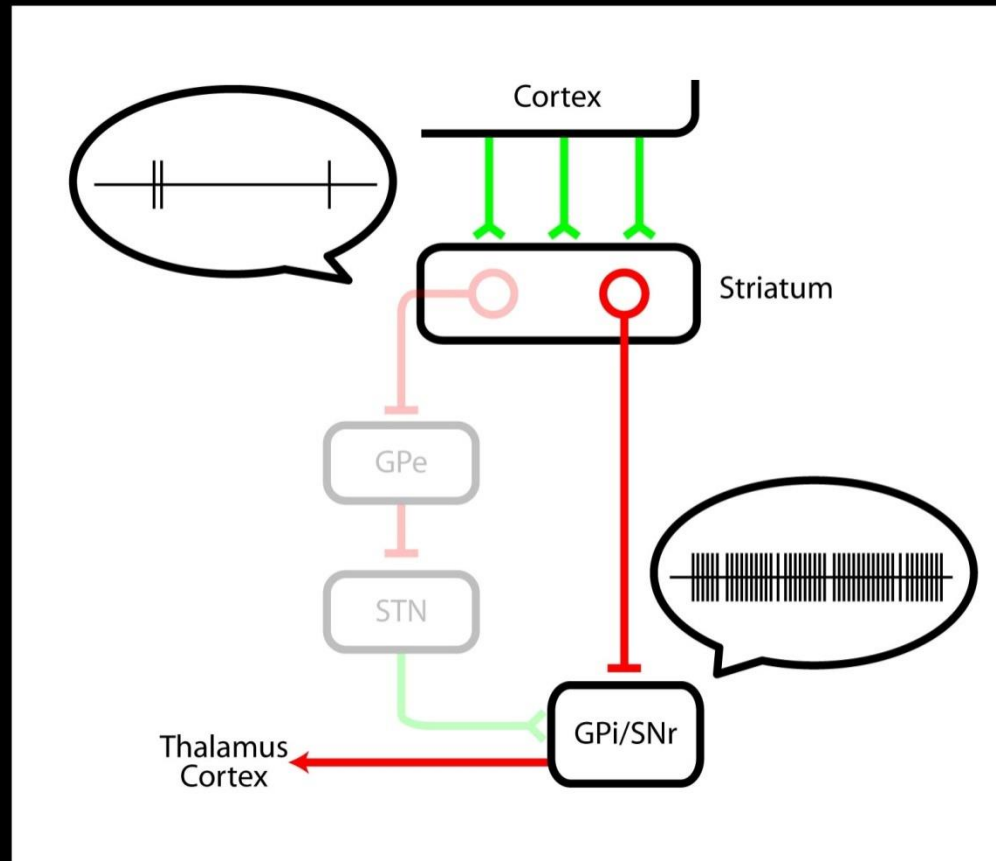 Cortex
Striatum
GPe
STN
GPi/SNr
Thalamus
Cortex